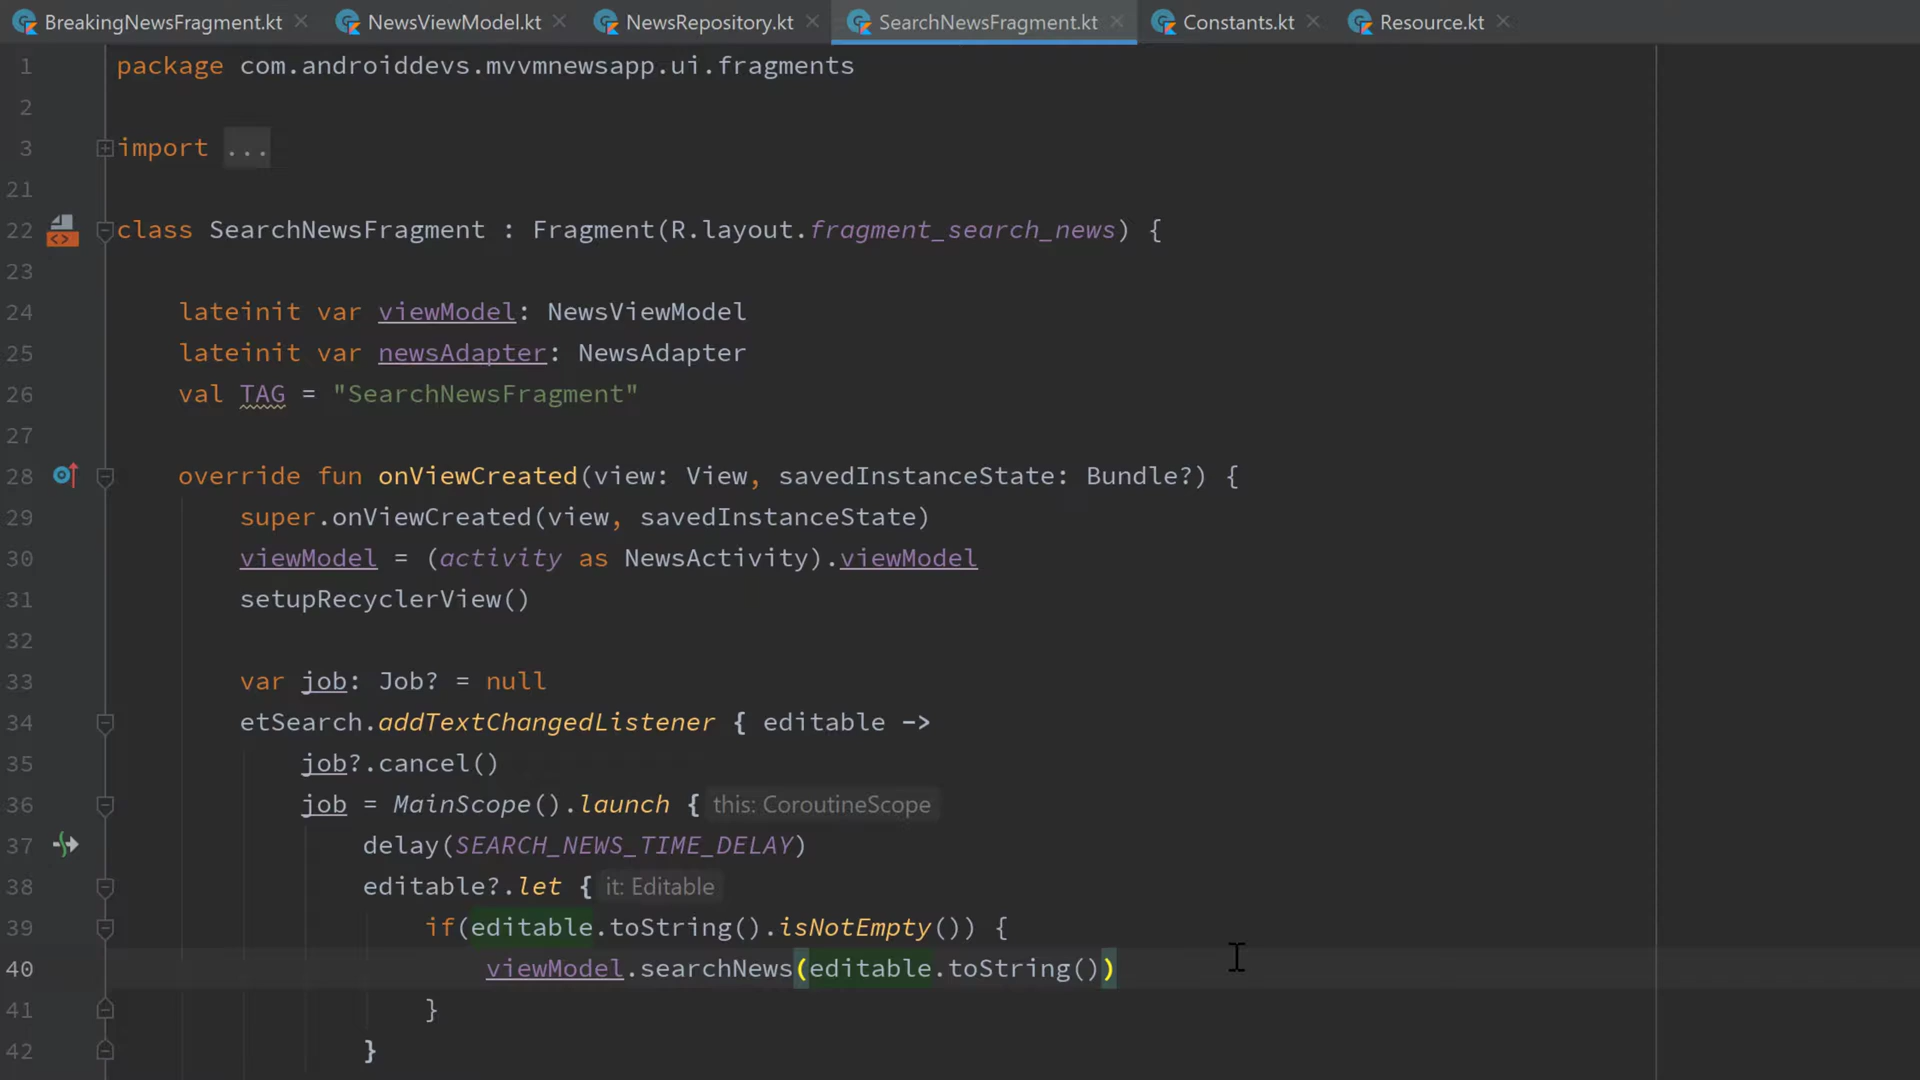 BreakingNewsFragment.kt NewsViewModel.kt NewsRepository.kt SearchNewsFragment.kt Constants.kt Resource.kt
1 package com.androiddevs.mvvmnewsapp.ui.fragments
2
3 import ...
21
22 class SearchNewsFragment : Fragment(R.layout.fragment_search_news) {
23
24 lateinit var viewModel: NewsViewModel
25 lateinit var newsAdapter: NewsAdapter
26 val TAG = "SearchNewsFragment"
27
28 override fun onViewCreated(view: View, savedInstanceState: Bundle?) {
29 super.onViewCreated(view, savedInstanceState)
30 viewModel = (activity as NewsActivity).viewModel
31 setupRecyclerView()
32
33 var job: Job? = null
34 etSearch.addTextChangedListener { editable ->
35 job?.cancel()
36 job = MainScope().launch { this: CoroutineScope
37 delay(SEARCH_NEWS_TIME_DELAY)
38 editable?.let { it: Editable
39 if(editable.toString().isNotEmpty()) {
40 viewModel.searchNews(editable.toString())
41 }
42 }